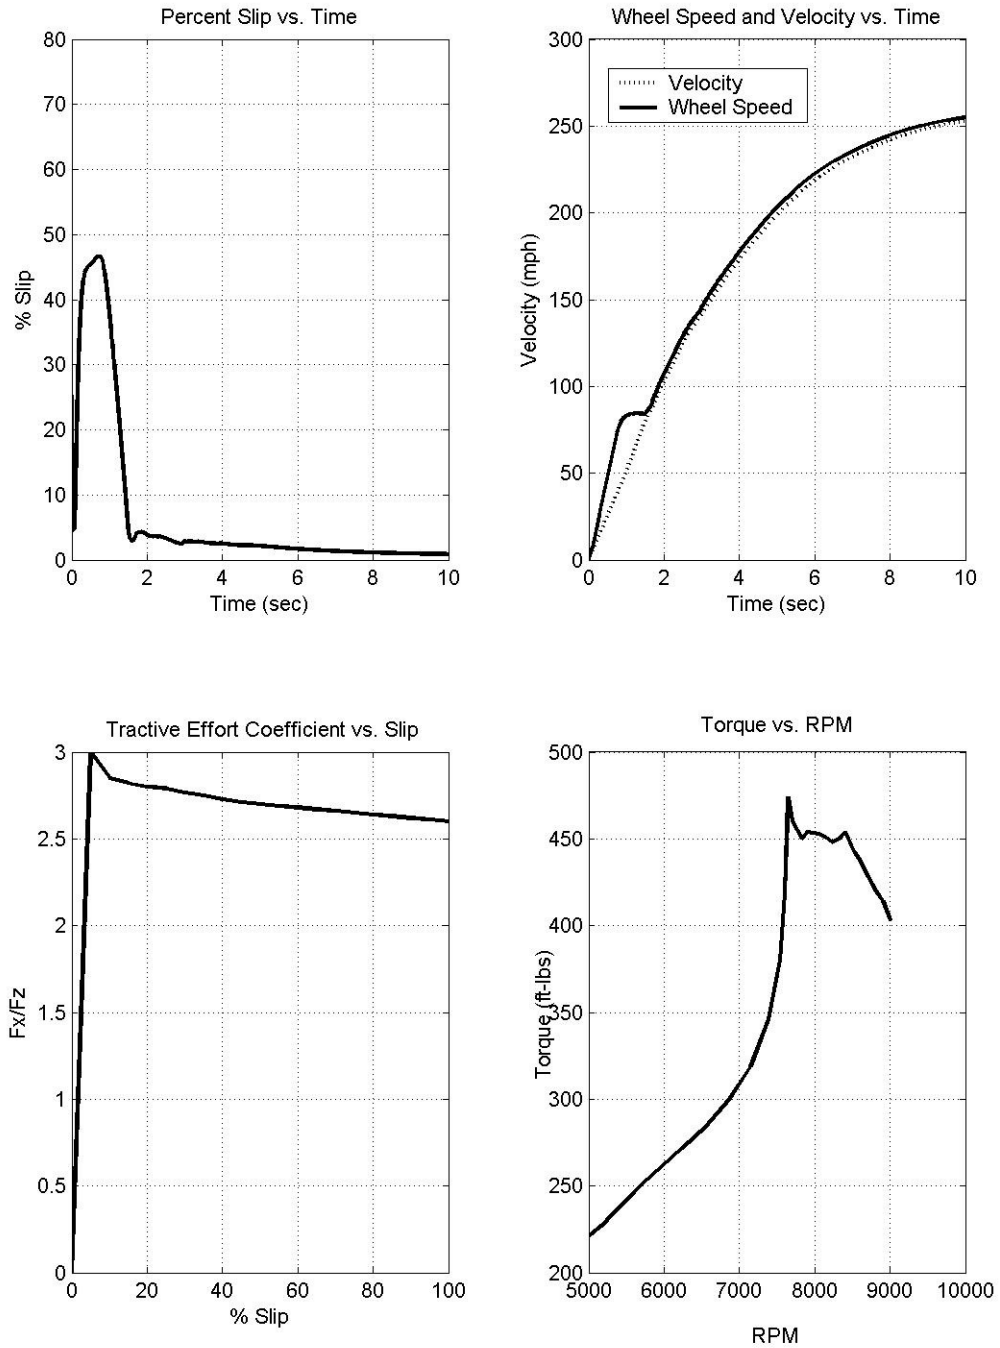 Percent Slip vs. Time
80
70
60
50
40
30
20
10
0
% Slip
0 2 4 6 8 10
Time (sec)
Wheel Speed and Velocity vs. Time
300
250
200
150
100
50
0
Velocity (mph)
Velocity
Wheel Speed
0 2 4 6 8 10
Time (sec)
Tractive Effort Coefficient vs. Slip
3
2.5
2
1.5
1
0.5
0
Fx/Fz
0 20 40 60 80 100
% Slip
Torque vs. RPM
500
450
400
350
300
250
200
Torque (ft-lbs)
5000 6000 7000 8000 9000 10000
RPM